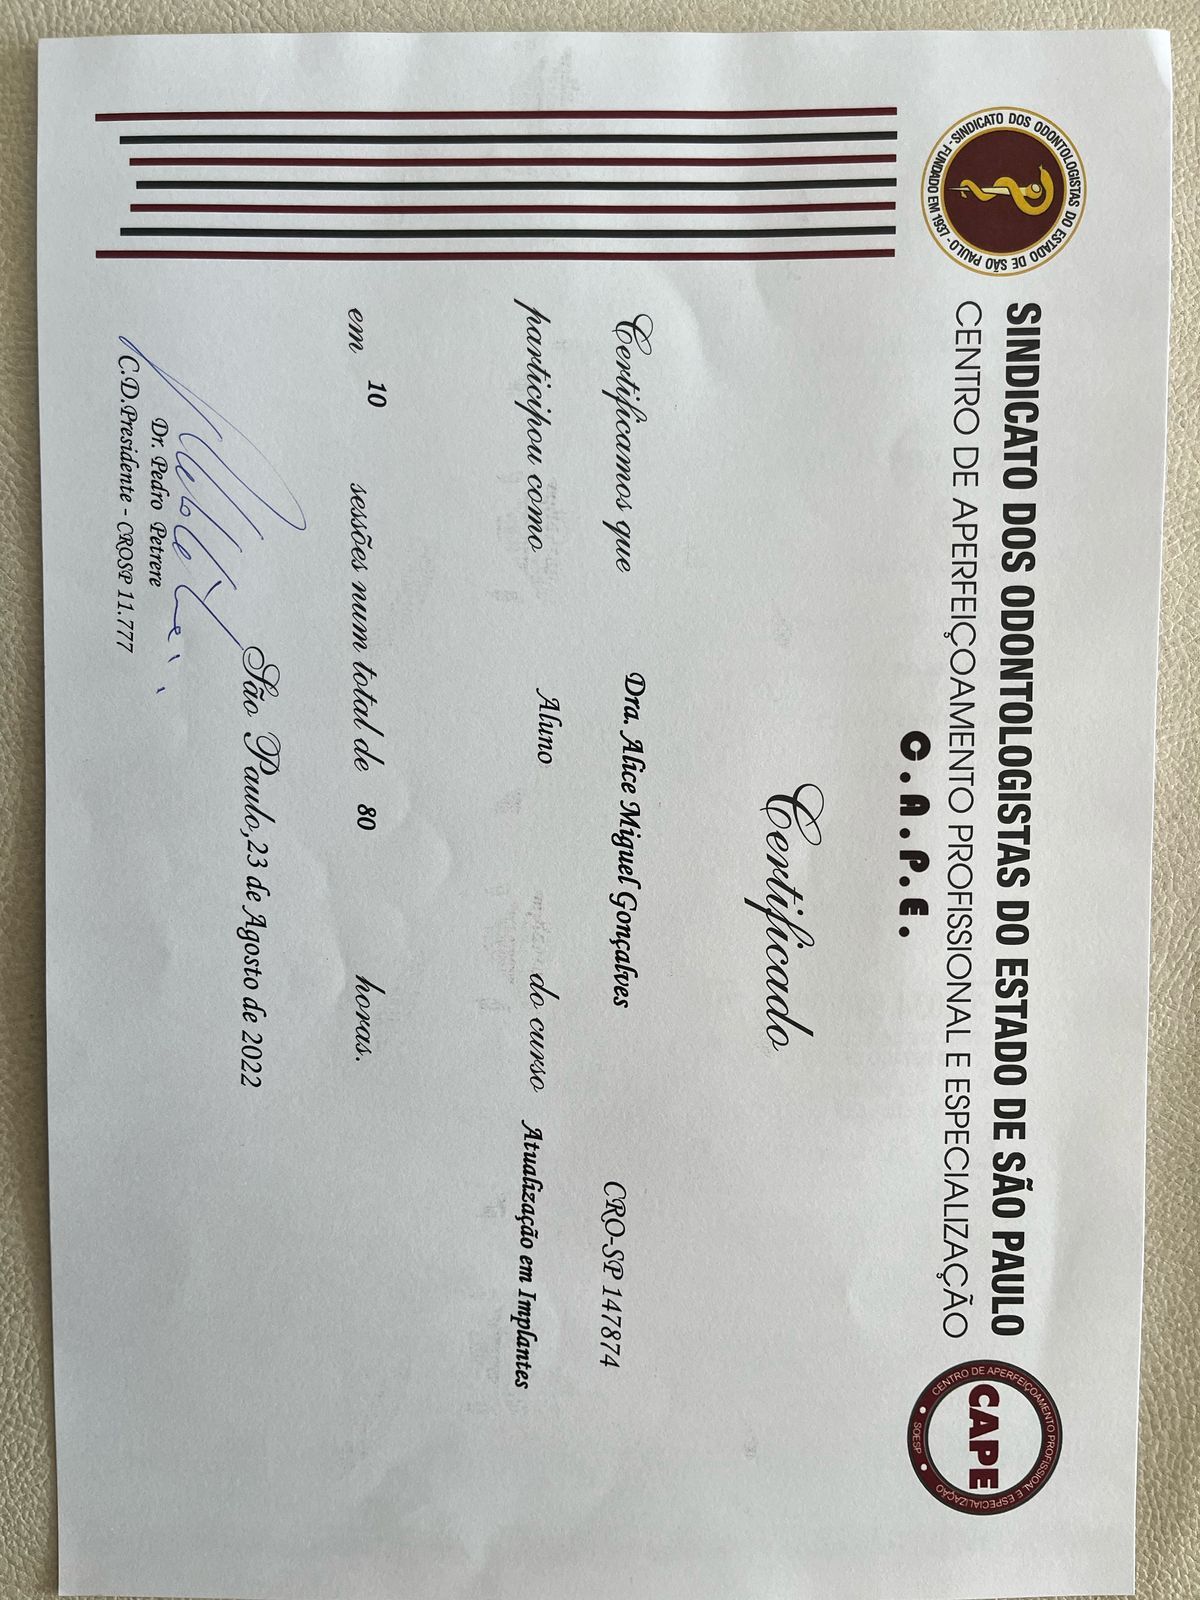 SINDICATO DOS ODONTOLOGISTAS DO ESTADO DE SÃO PAULO · FUNDADO EM 1937 ·
SINDICATO DOS ODONTOLOGISTAS DO ESTADO DE SÃO PAULO
CENTRO DE APERFEIÇOAMENTO PROFISSIONAL E ESPECIALIZAÇÃO
C.A.P.E.
CENTRO DE APERFEIÇOAMENTO PROFISSIONAL E ESPECIALIZAÇÃO
CAPE
• SOESP •
Certificado
Certificamos que Dra. Alice Miguel Gonçalves CRO-SP 147874
participou como Aluno do curso Atualização em Implantes
em 10 sessões num total de 80 horas.
São Paulo,23 de Agosto de 2022
Dr. Pedro Petrere
C.D.Presidente - CROSP 11.777